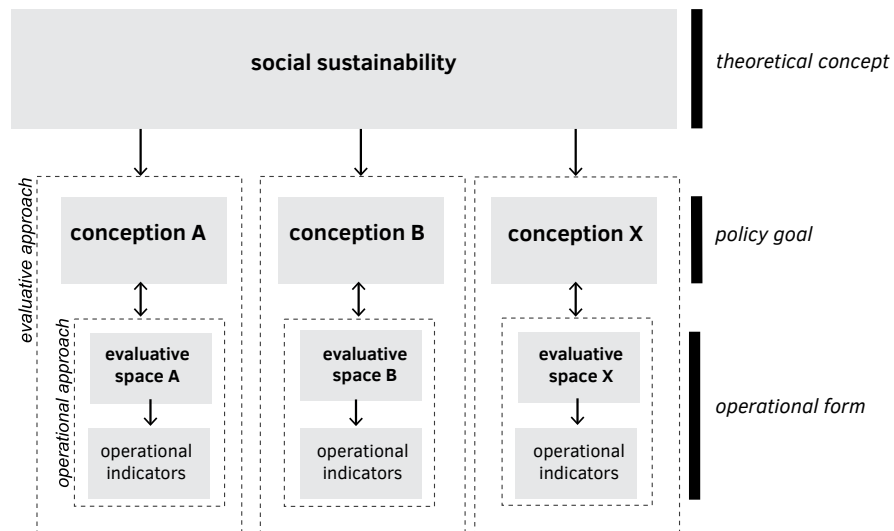 social sustainability
theoretical concept
evaluative approach
conception A
conception B
conception X
policy goal
operational approach
evaluative
space A
evaluative
space B
evaluative
space X
operational form
operational
indicators
operational
indicators
operational
indicators